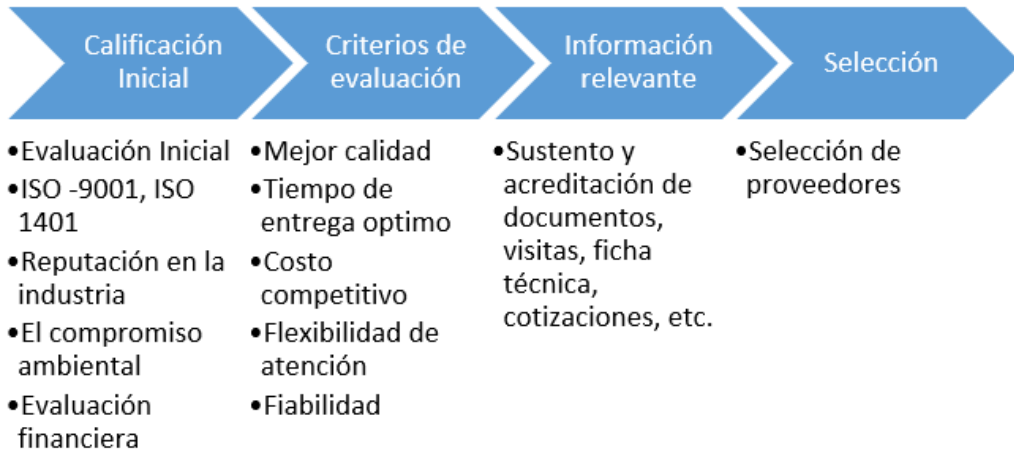 Calificación
Inicial
Criterios de
evaluación
Información
relevante
Selección
•Evaluación Inicial
•ISO -9001, ISO
1401
•Reputación en la
industria
•El compromiso
ambiental
•Evaluación
financiera
•Mejor calidad
•Tiempo de
entrega optimo
•Costo
competitivo
•Flexibilidad de
atención
•Fiabilidad
•Sustento y
acreditación de
documentos,
visitas, ficha
técnica,
cotizaciones, etc.
•Selección de
proveedores